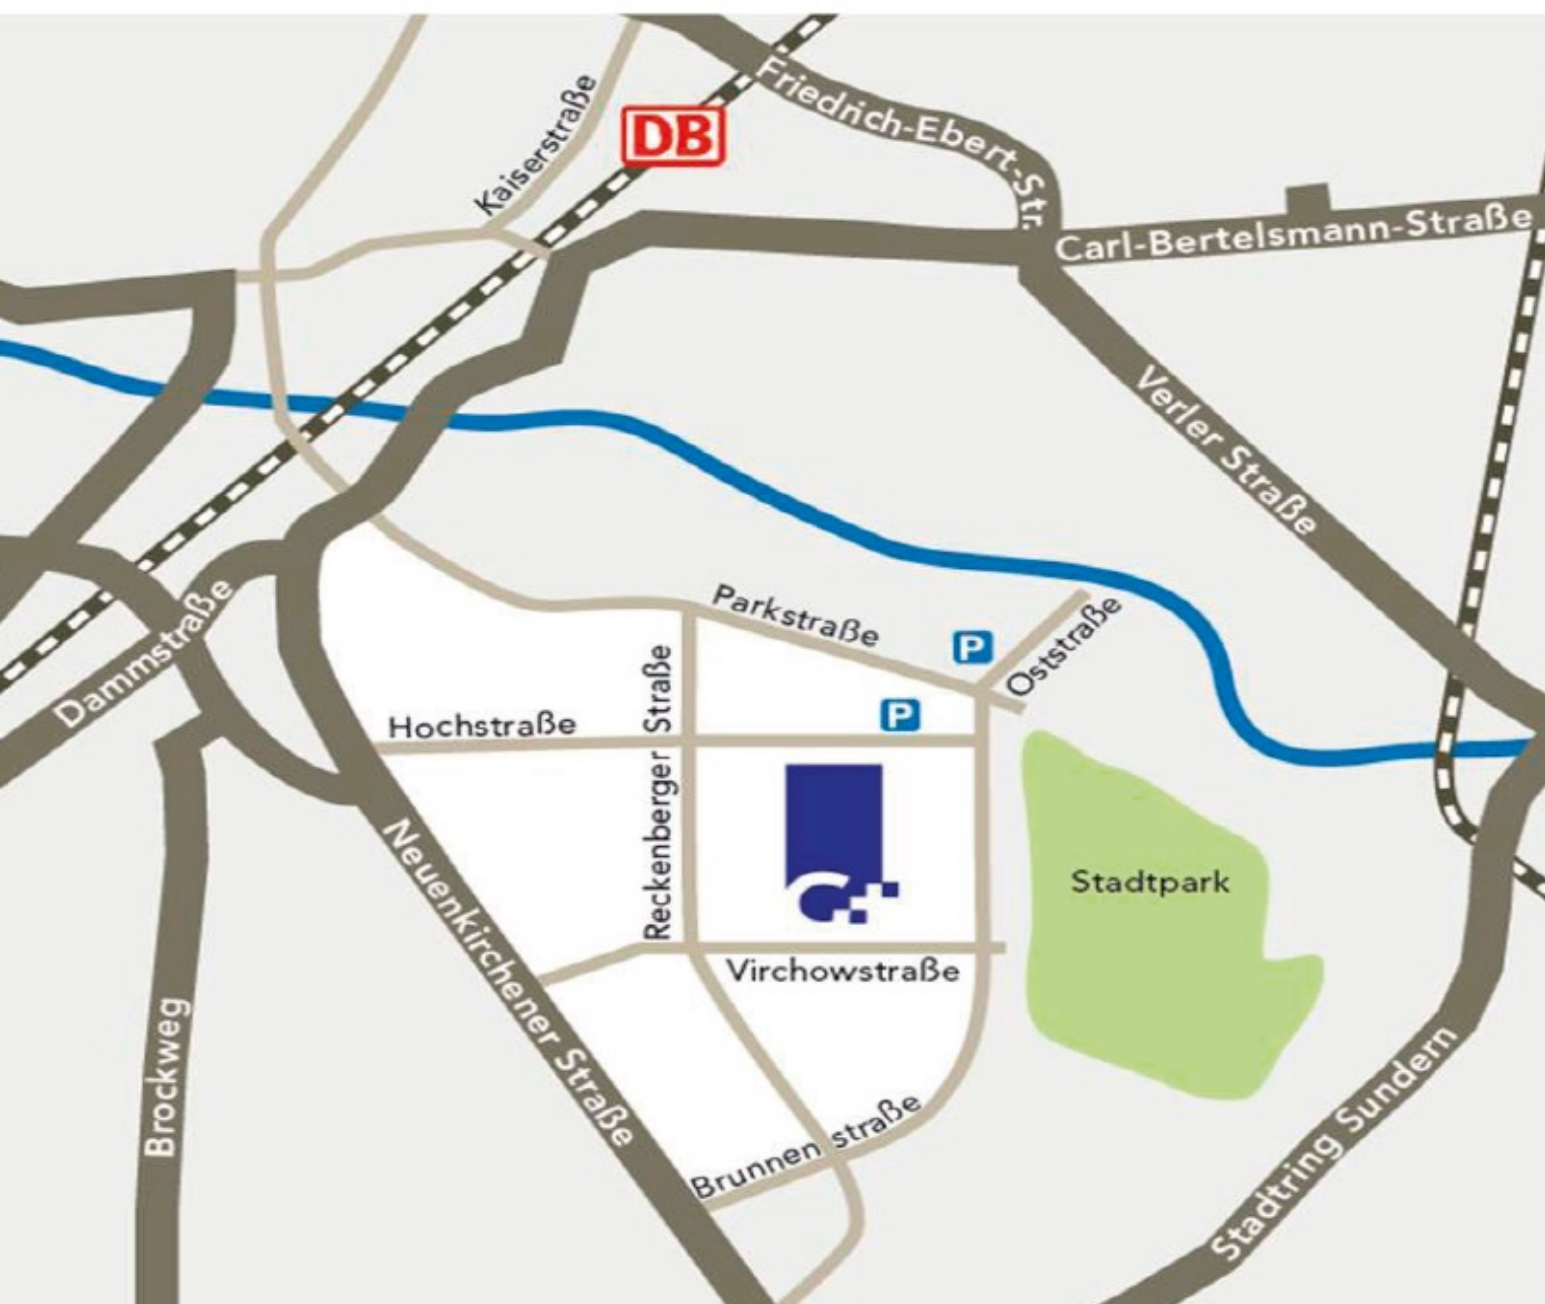 Friedrich-Ebert-Str.
Kaiserstraße
DB
Carl-Bertelsmann-Straße
Verler Straße
Parkstraße
Oststraße
P
P
Dammstraße
Hochstraße
Reckenberger Straße
Stadtpark
G+
Neuenkirchener Straße
Virchowstraße
Brockweg
Brunnenstraße
Stadtring Sundern